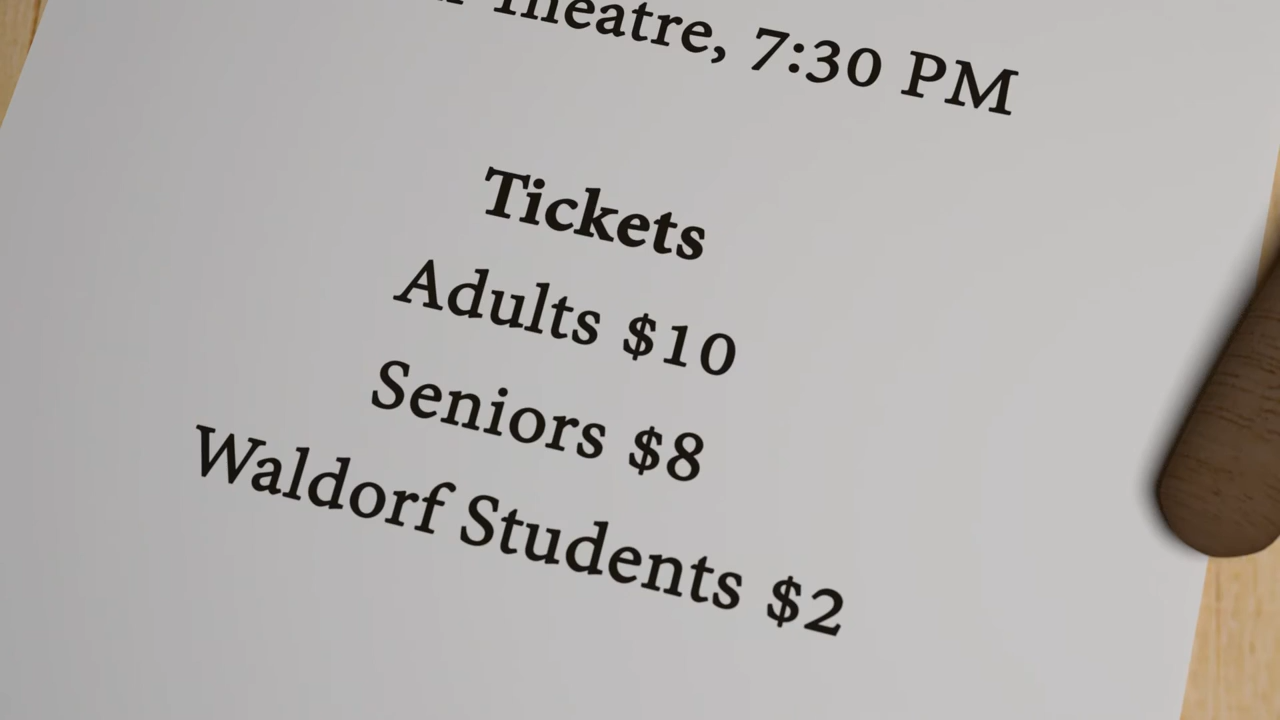 Theatre, 7:30 PM
Tickets
Adults $10
Seniors $8
Waldorf Students $2